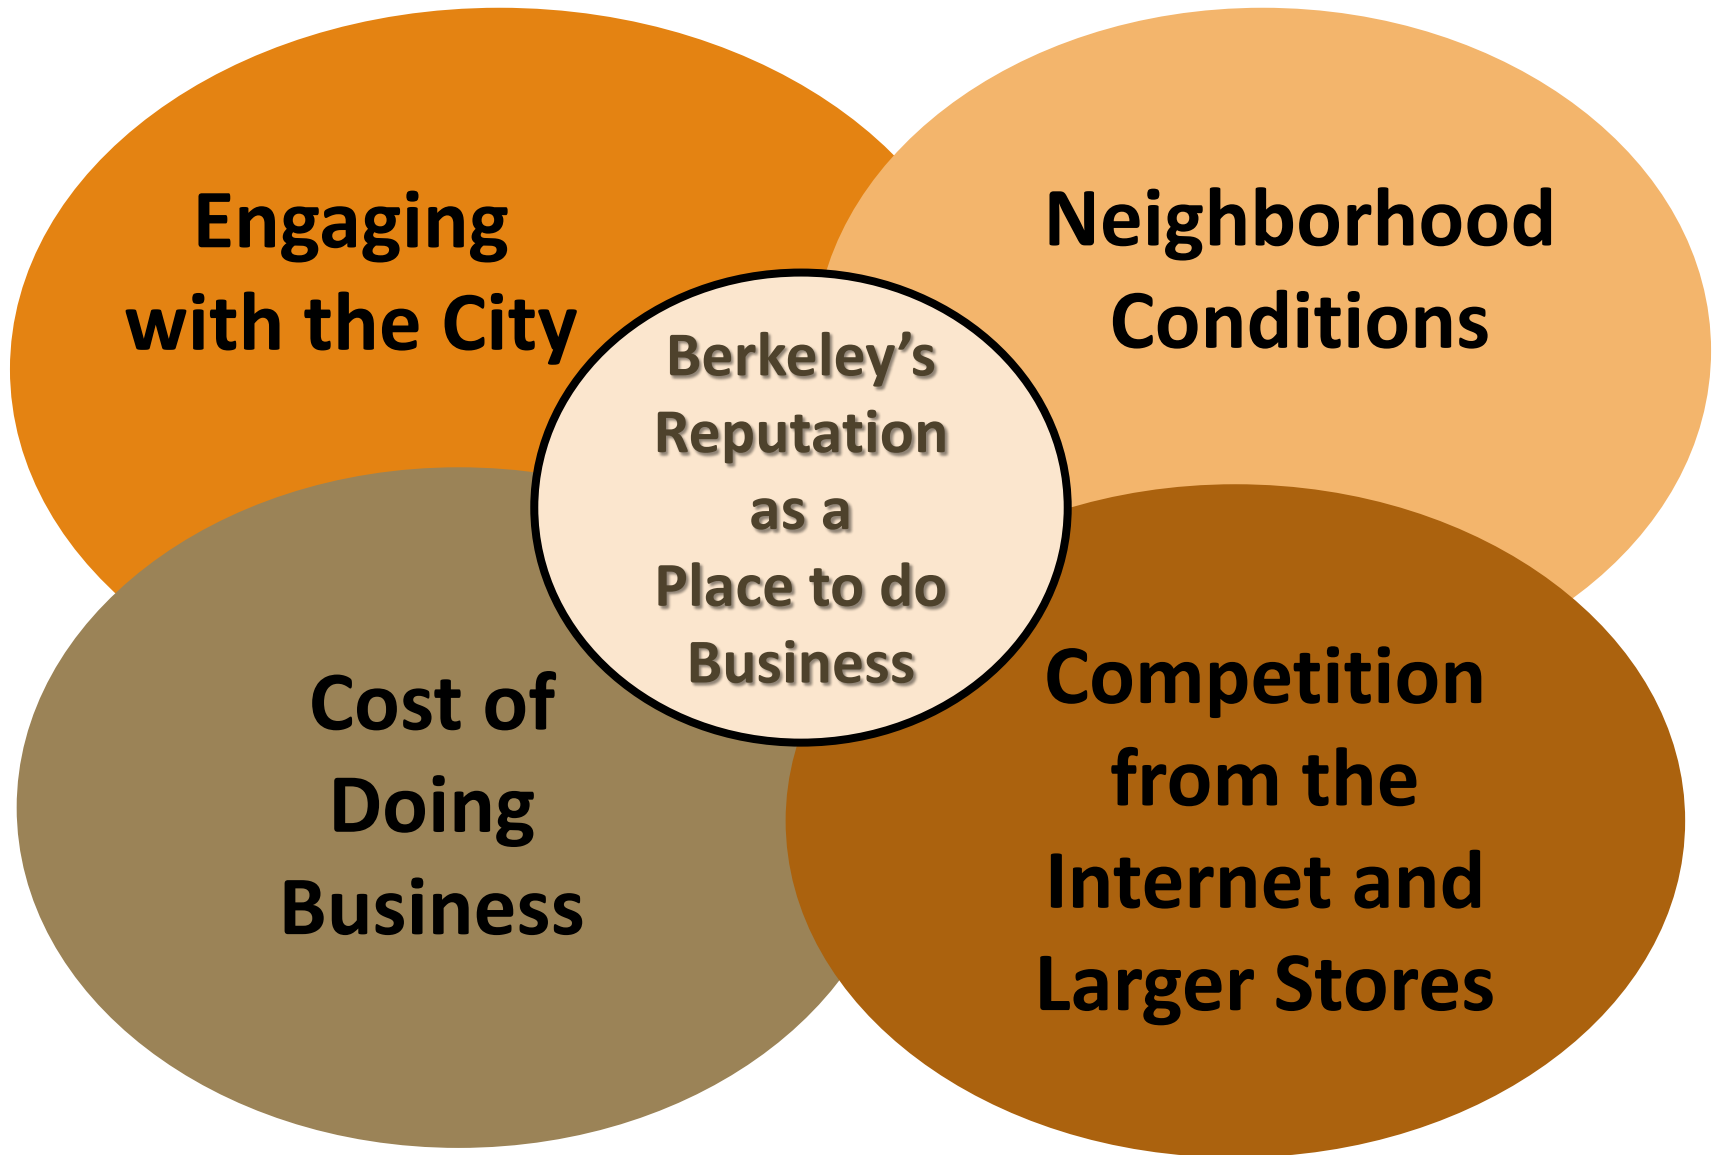 Engaging
with the City
Neighborhood
Conditions
Berkeley’s
Reputation
as a
Place to do
Business
Cost of
Doing
Business
Competition
from the
Internet and
Larger Stores